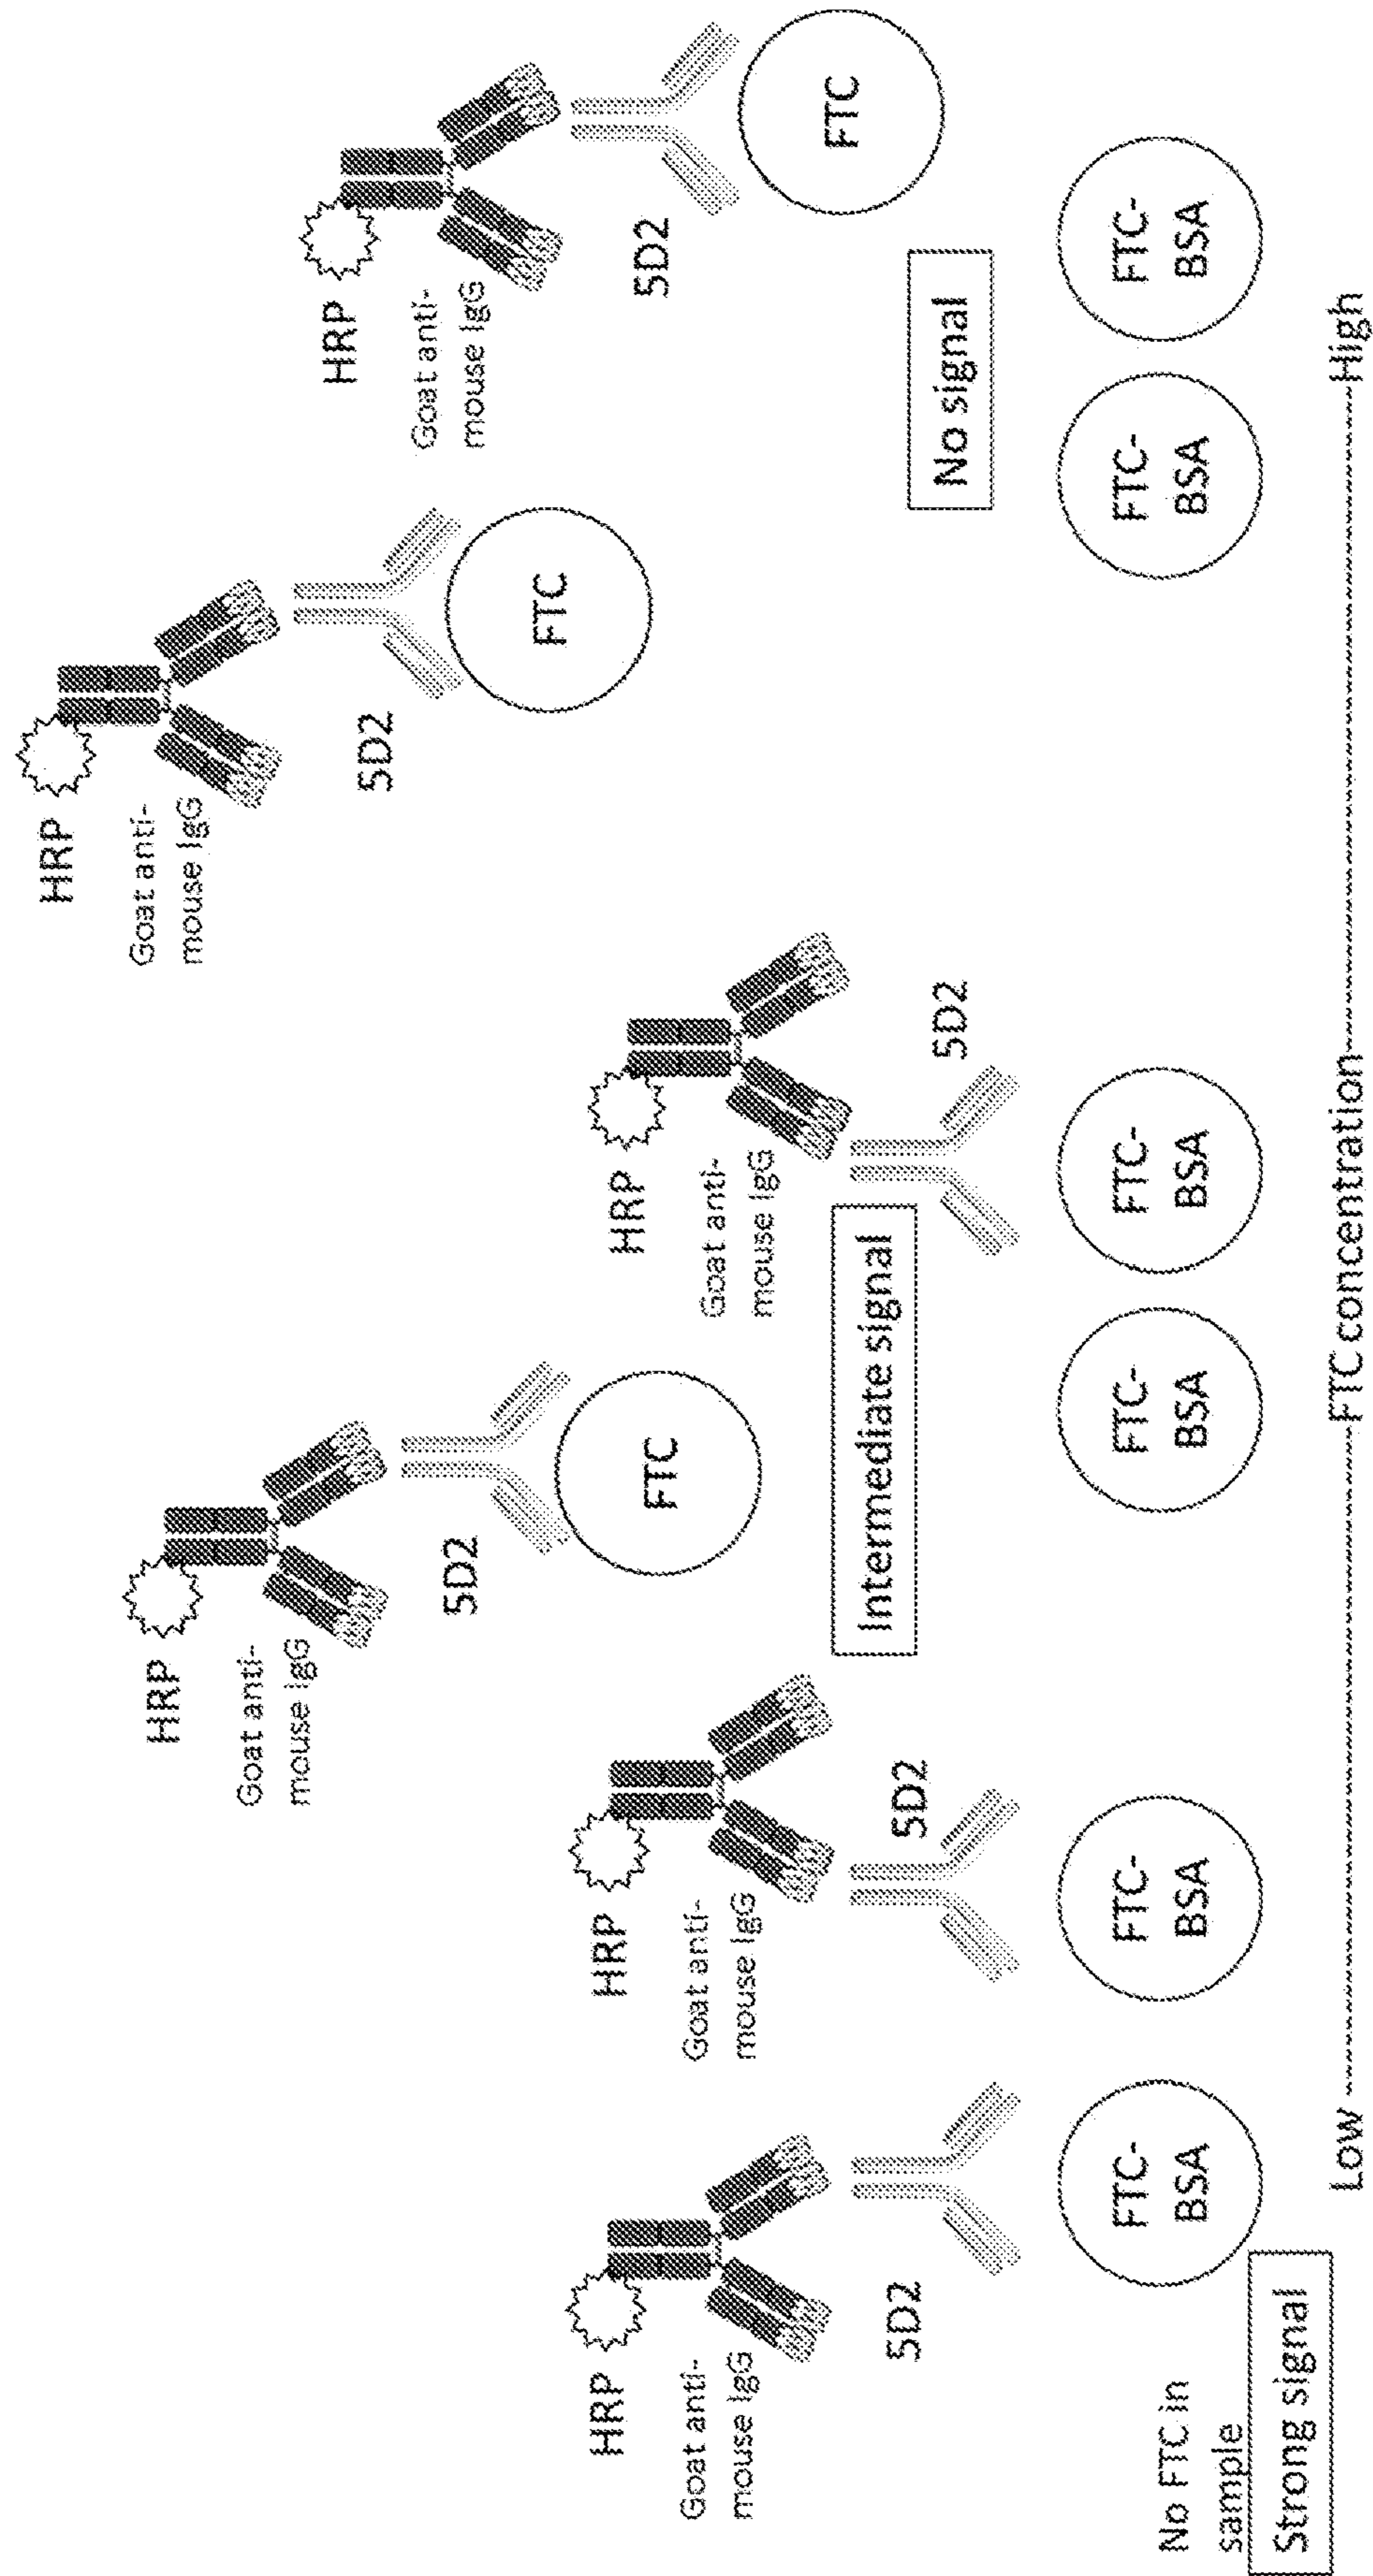 HRP
Goat anti-
mouse IgG
5D2
FTC-
BSA
No FTC in
sample
Strong signal
HRP
Goat anti-
mouse IgG
5D2
FTC-
BSA
HRP
Goat anti-
mouse IgG
5D2
FTC
Intermediate signal
FTC-
BSA
HRP
Goat anti-
mouse IgG
5D2
FTC-
BSA
HRP
Goat anti-
mouse IgG
5D2
FTC
HRP
Goat anti-
mouse IgG
5D2
FTC
No signal
FTC-
BSA
FTC-
BSA
Low FTC concentration High